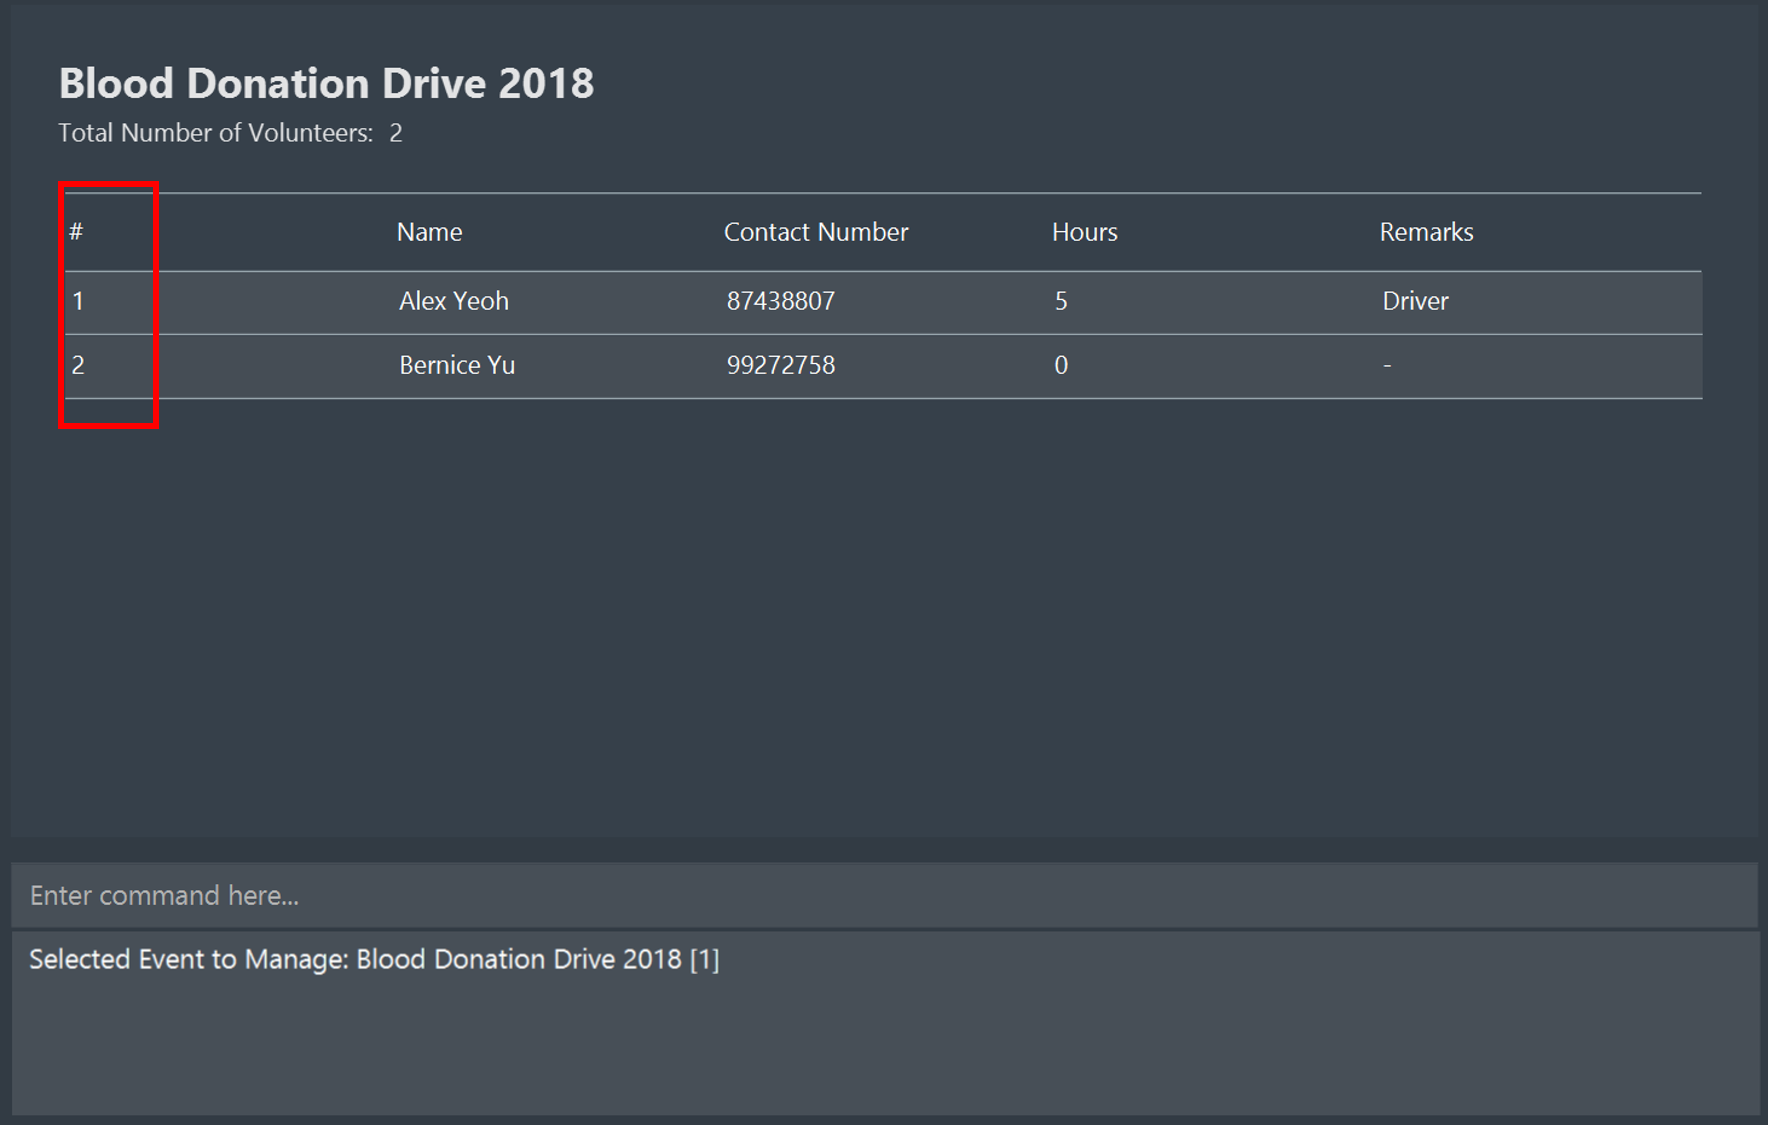 Blood Donation Drive 2018
Total Number of Volunteers: 2
# Name Contact Number Hours Remarks
1 Alex Yeoh 87438807 5 Driver
2 Bernice Yu 99272758 0 -
Enter command here...
Selected Event to Manage: Blood Donation Drive 2018 [1]